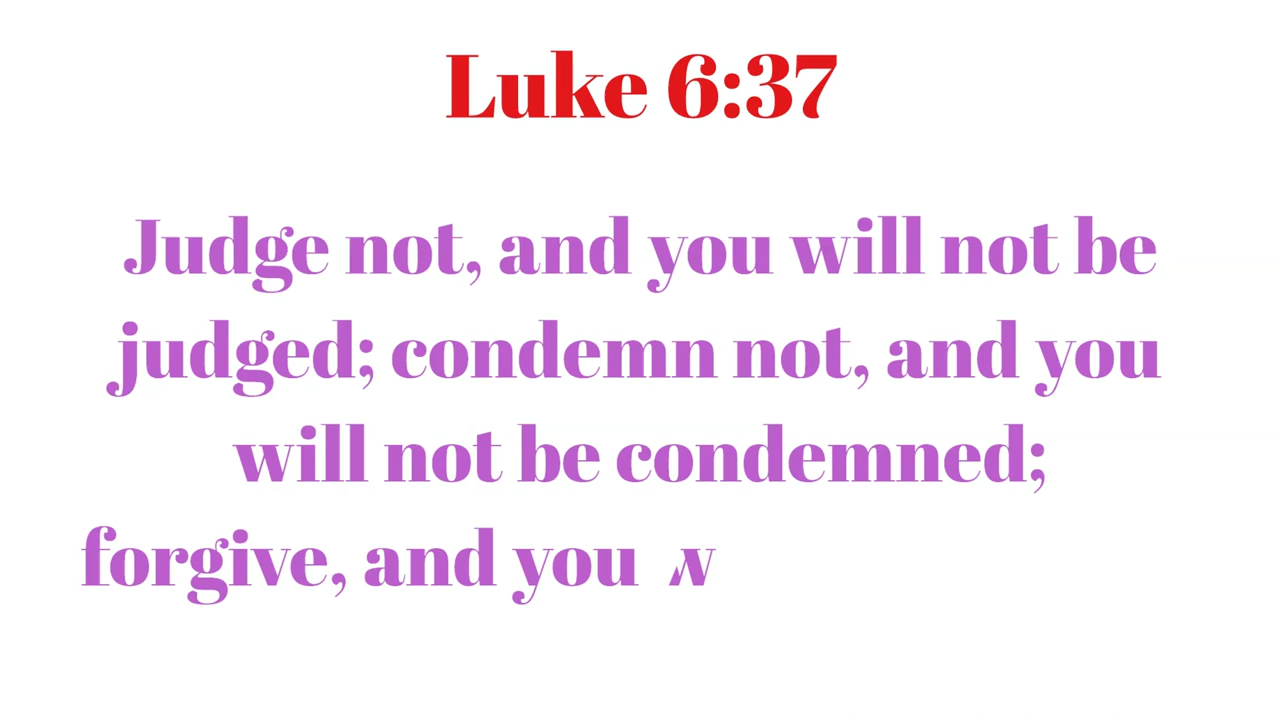 Luke 6:37
Judge not, and you will not be
judged; condemn not, and you
will not be condemned;
forgive, and you